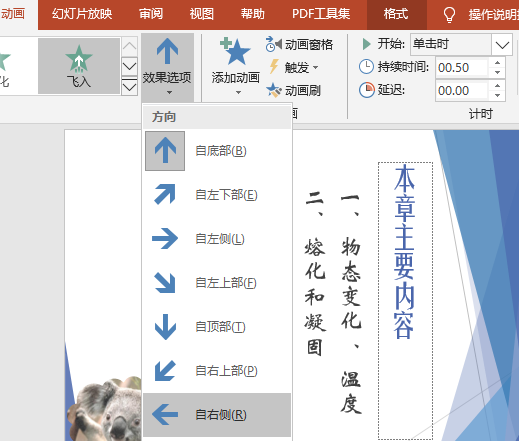 动画 幻灯片放映 审阅 视图 帮助 PDF工具集 格式 操作说明
飞入
效果选项
添加动画
动画窗格
触发
动画刷
开始: 单击时
持续时间: 00.50
延迟: 00.00
计时
方向
自底部(B)
自左下部(E)
自左侧(L)
自左上部(F)
自顶部(T)
自右上部(P)
自右侧(R)
本章主要内容
一、物态变化、温度
二、熔化和凝固